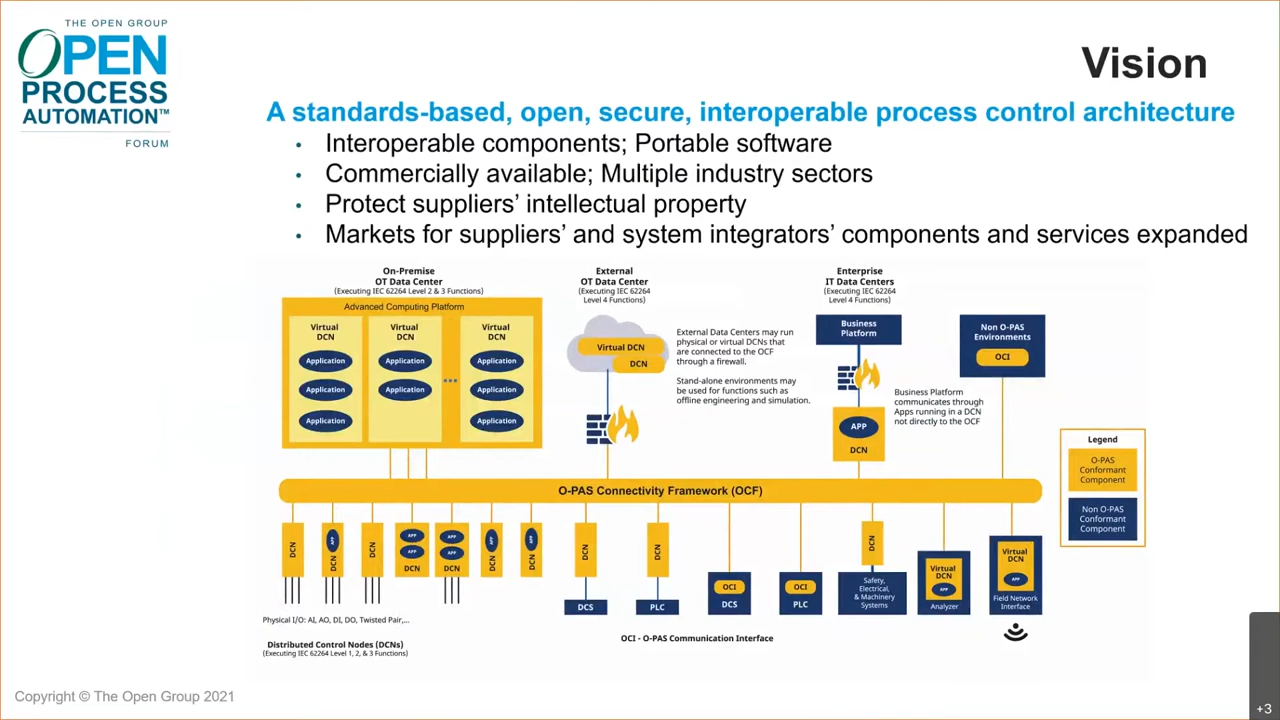 THE OPEN GROUP
OPEN
PROCESS
AUTOMATION™
FORUM
Vision
A standards-based, open, secure, interoperable process control architecture
• Interoperable components; Portable software
• Commercially available; Multiple industry sectors
• Protect suppliers’ intellectual property
• Markets for suppliers’ and system integrators’ components and services expanded
On-Premise
OT Data Center
(Executing IEC 62264 Level 2 & 3 Functions)
Advanced Computing Platform
Virtual
DCN
Application
Application
Application
Virtual
DCN
Application
Application
Virtual
DCN
Application
Application
Application
External
OT Data Center
(Executing IEC 62264
Level 4 Functions)
Virtual DCN
DCN
External Data Centers may run
physical or virtual DCNs that
are connected to the OCF
through a firewall.
Stand-alone environments may
be used for functions such as
offline engineering and simulation.
Enterprise
IT Data Centers
(Executing IEC 62264
Level 4 Functions)
Business
Platform
APP
DCN
Business Platform
communicates through
Apps running in a DCN
not directly to the OCF
Non O-PAS
Environments
OCI
Legend
O-PAS
Conformant
Component
Non O-PAS
Conformant
Component
O-PAS Connectivity Framework (OCF)
DCN
APP
DCN
DCN
APP
APP
DCN
APP
APP
DCN
APP
DCN
APP
DCN
DCN
DCS
DCN
PLC
OCI
DCS
OCI
PLC
DCN
Safety,
Electrical,
& Machinery
Systems
Virtual
DCN
APP
Analyzer
Virtual
DCN
APP
Field Network
Interface
Physical I/O: AI, AO, DI, DO, Twisted Pair,...
Distributed Control Nodes (DCNs)
(Executing IEC 62264 Level 1, 2, & 3 Functions)
OCI - O-PAS Communication Interface
Copyright © The Open Group 2021
+3